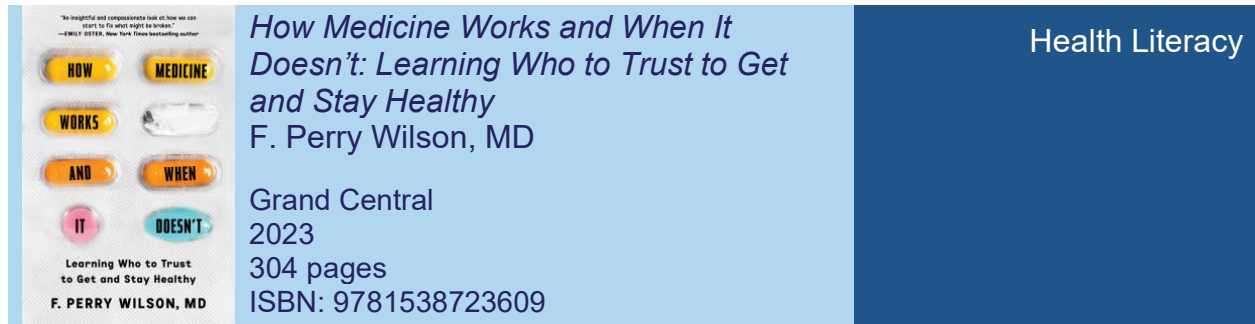 "An insightful and compassionate look at how we can
start to fix what might be broken."
—EMILY OSTER, New York Times bestselling author
HOW MEDICINE
WORKS
AND WHEN
IT DOESN'T
Learning Who to Trust
to Get and Stay Healthy
F. PERRY WILSON, MD
How Medicine Works and When It
Doesn't: Learning Who to Trust to Get
and Stay Healthy
F. Perry Wilson, MD
Grand Central
2023
304 pages
ISBN: 9781538723609
Health Literacy